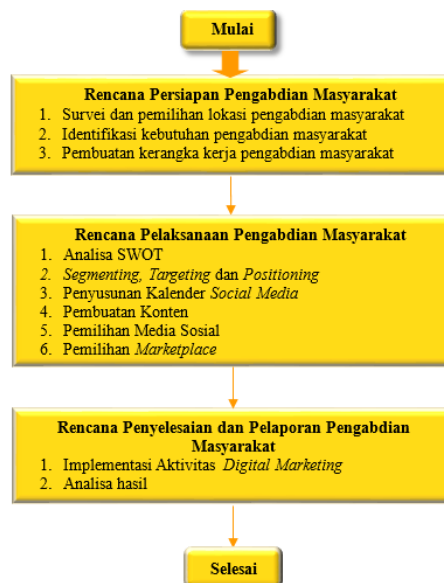 Mulai
Rencana Persiapan Pengabdian Masyarakat
1. Survei dan pemilihan lokasi pengabdian masyarakat
2. Identifikasi kebutuhan pengabdian masyarakat
3. Pembuatan kerangka kerja pengabdian masyarakat
Rencana Pelaksanaan Pengabdian Masyarakat
1. Analisa SWOT
2. Segmenting, Targeting dan Positioning
3. Penyusunan Kalender Social Media
4. Pembuatan Konten
5. Pemilihan Media Sosial
6. Pemilihan Marketplace
Rencana Penyelesaian dan Pelaporan Pengabdian
Masyarakat
1. Implementasi Aktivitas Digital Marketing
2. Analisa hasil
Selesai